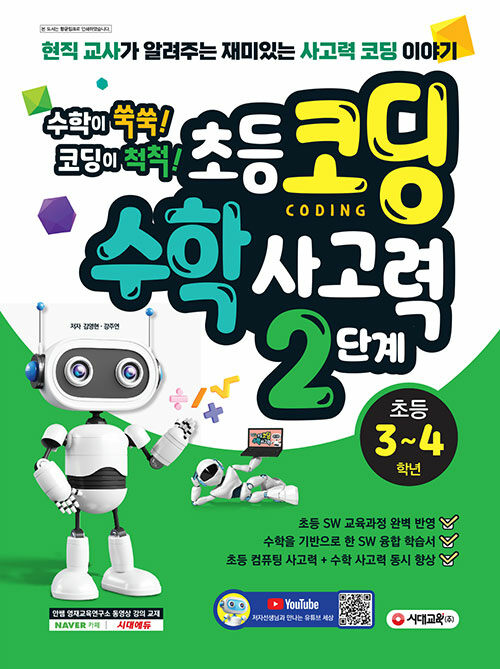 본 도서는 항균잉크로 인쇄하였습니다.
현직 교사가 알려주는 재미있는 사고력 코딩 이야기
수학이 쑥쑥!
코딩이 척척!
초등 코딩
CODING
수학 사고력
2단계
저자 김영현·강주연
초등
3~4
학년
초등 SW 교육과정 완벽 반영
수학을 기반으로 한 SW 융합 학습서
초등 컴퓨팅 사고력 + 수학 사고력 동시 향상
안쌤 영재교육연구소 동영상 강의 교재
NAVER 카페 시대에듀
YouTube
저자선생님과 만나는 유튜브 세상
시대교육(주)